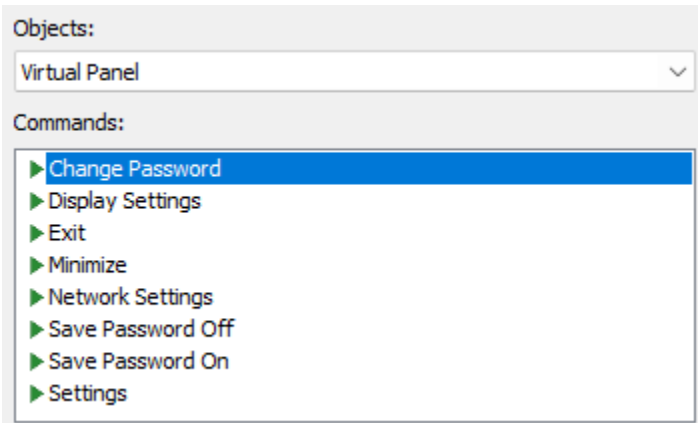 Objects:
Virtual Panel
Commands:
Change Password
Display Settings
Exit
Minimize
Network Settings
Save Password Off
Save Password On
Settings